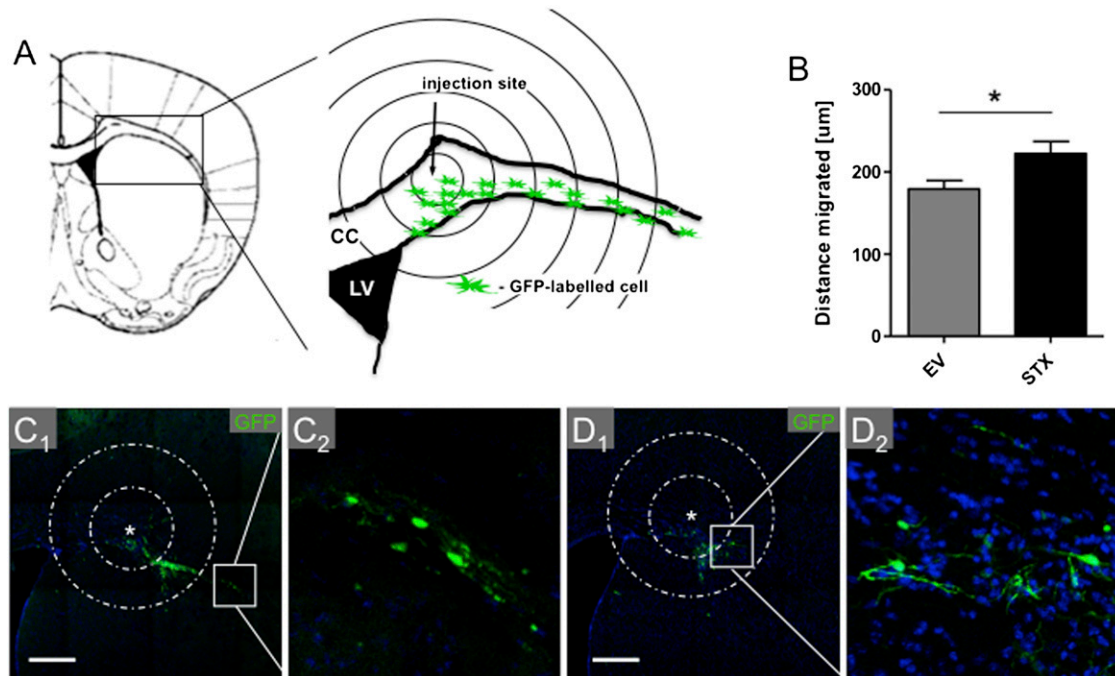 A
injection site
CC
LV
- GFP-labelled cell
B
*
Distance migrated [um]
300
200
100
0
EV
STX
C1
GFP
*
C2
D1
GFP
*
D2